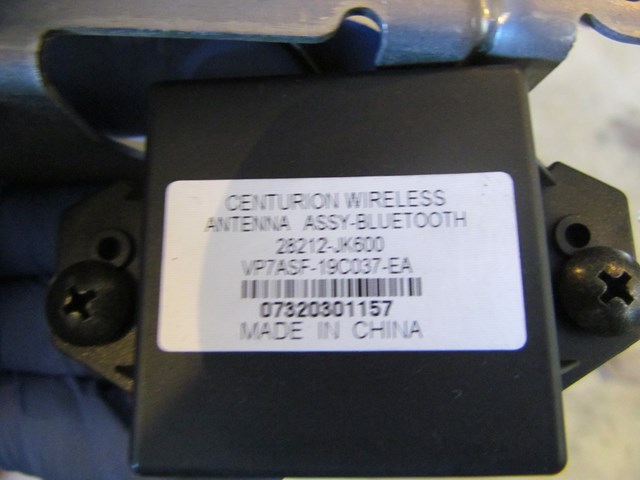 CENTURION WIRELESS
ANTENNA ASSY-BLUETOOTH
28212-JK600
VP7ASF-19C037-EA
07320301157
MADE IN CHINA